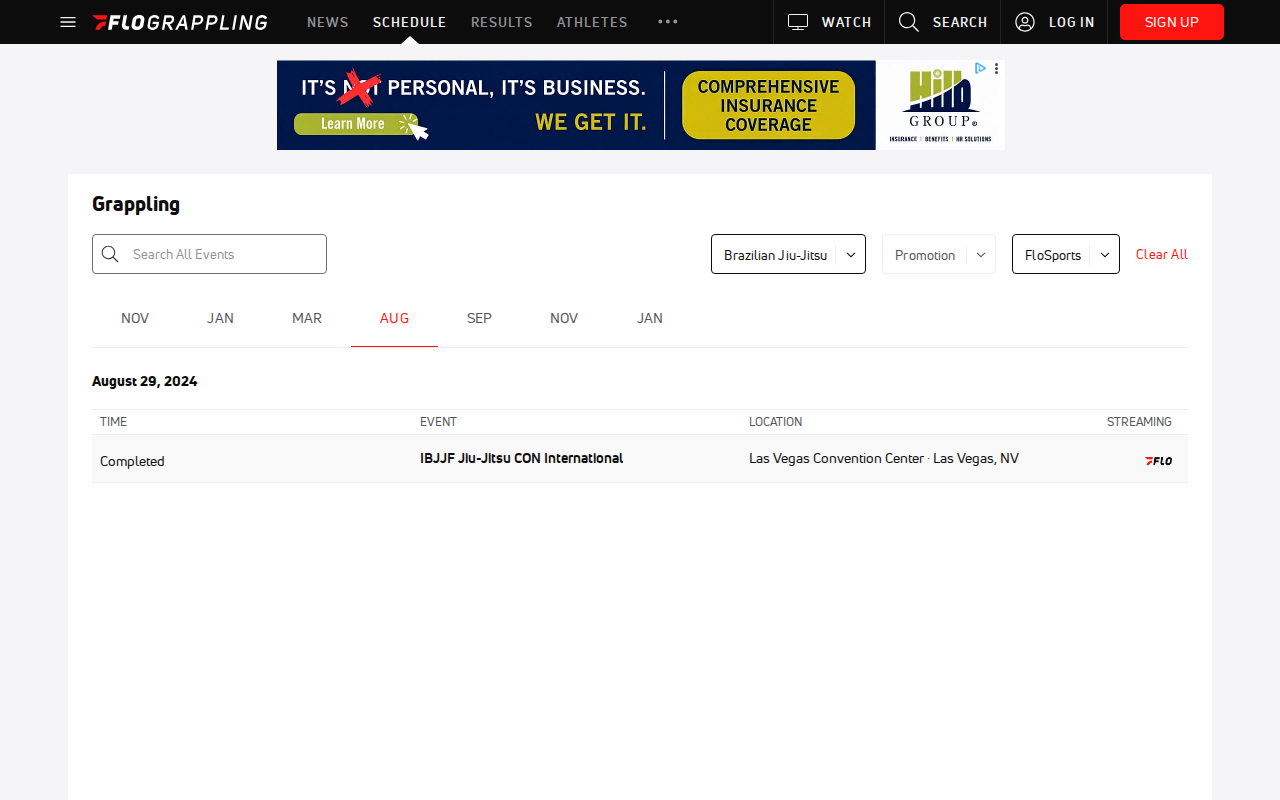 FLOGRAPPLING NEWS SCHEDULE RESULTS ATHLETES ••• WATCH SEARCH LOG IN SIGN UP
IT'S NOT PERSONAL, IT'S BUSINESS.
Learn More
WE GET IT.
COMPREHENSIVE
INSURANCE
COVERAGE
Hilb
GROUP®
INSURANCE | BENEFITS | HR SOLUTIONS
Grappling
Search All Events Brazilian Jiu-Jitsu Promotion FloSports Clear All
NOV JAN MAR AUG SEP NOV JAN
August 29, 2024
TIME EVENT LOCATION STREAMING
Completed IBJJF Jiu-Jitsu CON International Las Vegas Convention Center · Las Vegas, NV FLO